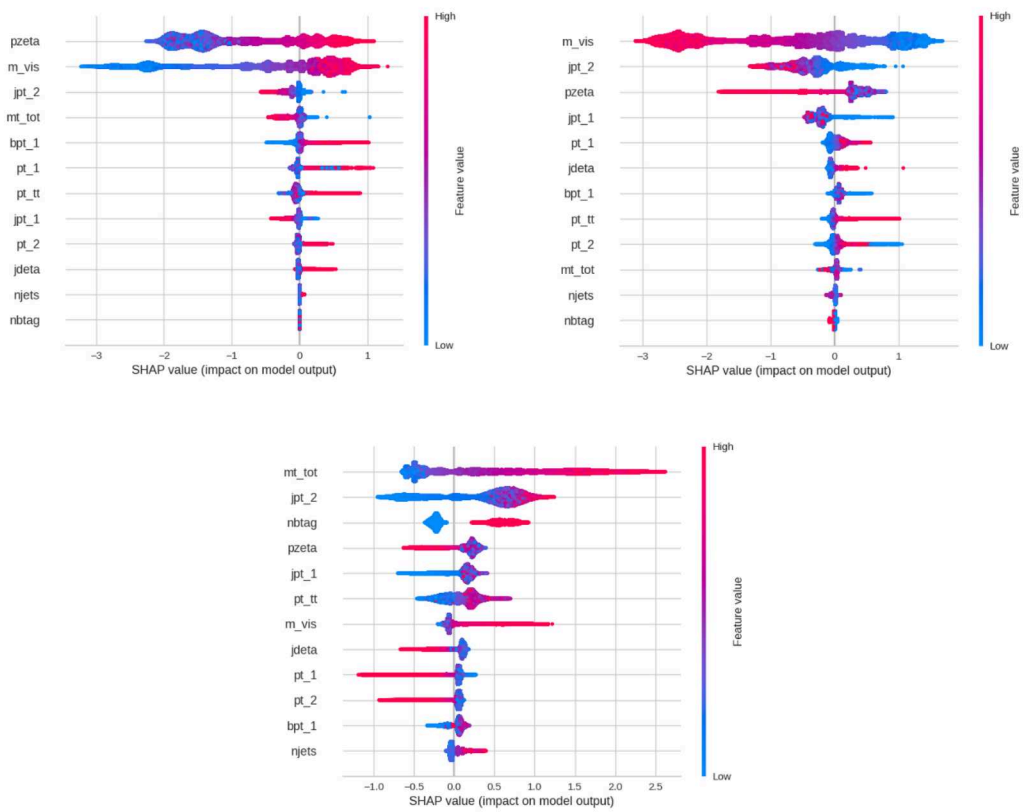 High
pzeta
m_vis
jpt_2
mt_tot
bpt_1
pt_1
pt_tt
jpt_1
pt_2
jdeta
njets
nbtag
Feature value
Low
−3 −2 −1 0 1
SHAP value (impact on model output)
High
m_vis
jpt_2
pzeta
jpt_1
pt_1
jdeta
bpt_1
pt_tt
pt_2
mt_tot
njets
nbtag
Feature value
Low
−3 −2 −1 0 1
SHAP value (impact on model output)
High
mt_tot
jpt_2
nbtag
pzeta
jpt_1
pt_tt
m_vis
jdeta
pt_1
pt_2
bpt_1
njets
Feature value
Low
−1.0 −0.5 0.0 0.5 1.0 1.5 2.0 2.5
SHAP value (impact on model output)